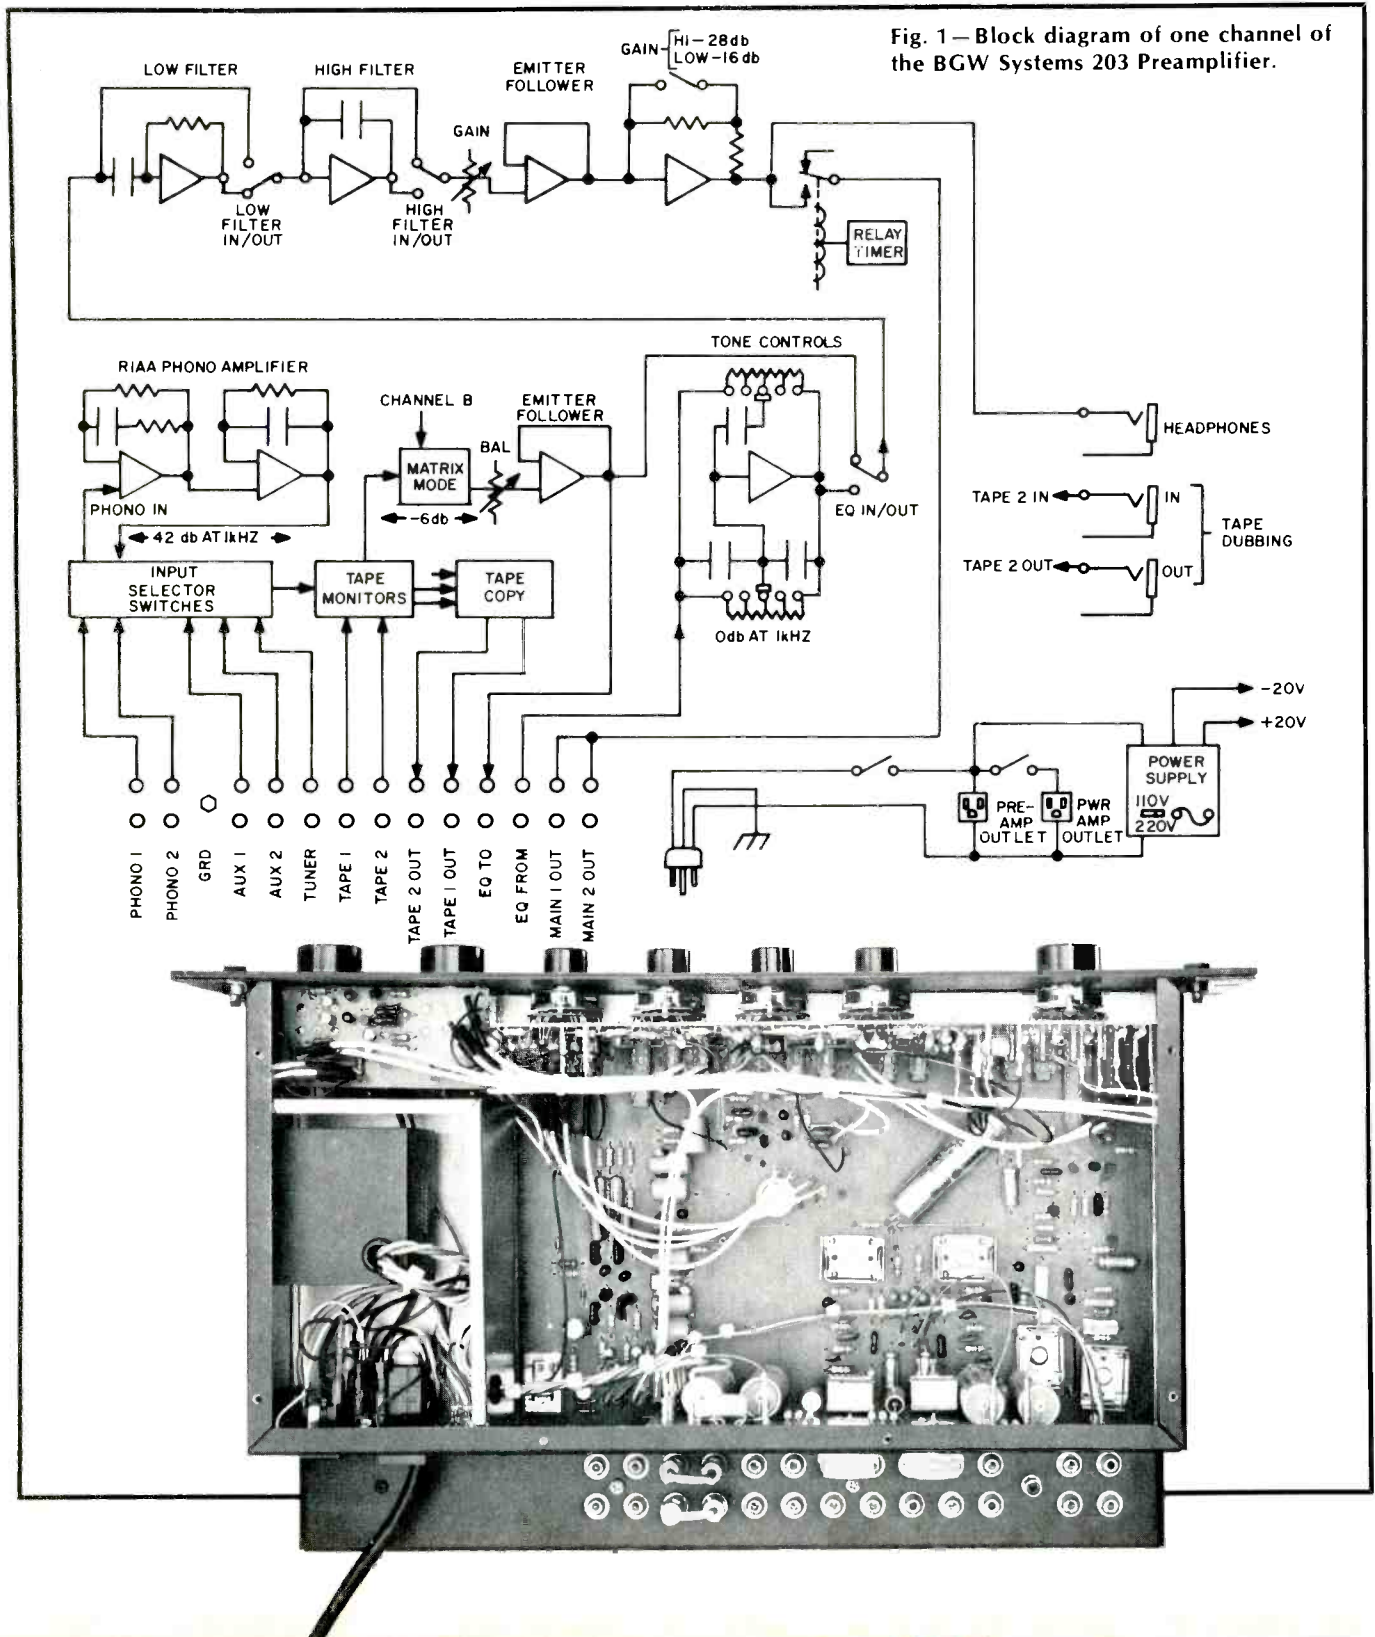 Fig. 1—Block diagram of one channel of
the BGW Systems 203 Preamplifier.
LOW FILTER
HIGH FILTER
EMITTER
FOLLOWER
GAIN
Hi-28db
LOW-16db
GAIN
LOW
FILTER
IN/OUT
HIGH
FILTER
IN/OUT
RELAY
TIMER
TONE CONTROLS
RIAA PHONO AMPLIFIER
CHANNEL B
EMITTER
FOLLOWER
BAL
MATRIX
MODE
-6db
PHONO IN
42 db AT 1kHZ
EQ IN/OUT
HEADPHONES
TAPE 2 IN
IN
TAPE
DUBBING
TAPE 2 OUT
OUT
INPUT
SELECTOR
SWITCHES
TAPE
MONITORS
TAPE
COPY
0db AT 1kHZ
-20V
+20V
POWER
SUPPLY
110V
220V
PRE-
AMP
OUTLET
PWR
AMP
OUTLET
PHONO 1
PHONO 2
GRD
AUX 1
AUX 2
TUNER
TAPE 1
TAPE 2
TAPE 2 OUT
TAPE 1 OUT
EQ TO
EQ FROM
MAIN 1 OUT
MAIN 2 OUT